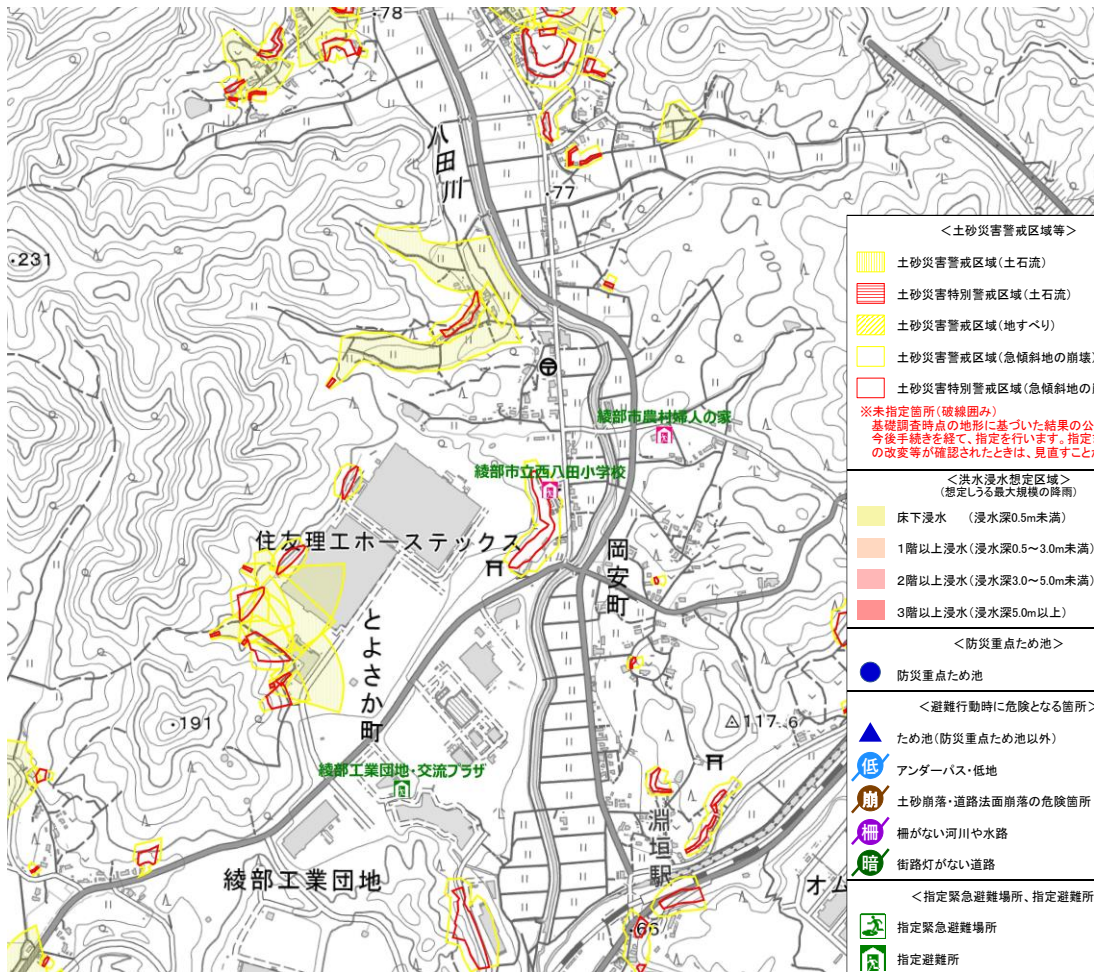 ・78
八田川
・77
・231
100
綾部市農村婦人の家
綾部市立西八田小学校
住友理工ホーステックス
岡安町
とよさか町
・191
△117.6
綾部工業団地・交流プラザ
淵垣駅
綾部工業団地
オム
・66
＜土砂災害警戒区域等＞
土砂災害警戒区域(土石流)
土砂災害特別警戒区域(土石流)
土砂災害警戒区域(地すべり)
土砂災害警戒区域(急傾斜地の崩壊)
土砂災害特別警戒区域(急傾斜地の
※未指定箇所(破線囲み)
基礎調査時点の地形に基づいた結果の公
今後手続きを経て、指定を行います。指定
の改変等が確認されたときは、見直すことが
＜洪水浸水想定区域＞
(想定しうる最大規模の降雨)
床下浸水　(浸水深0.5m未満)
1階以上浸水(浸水深0.5～3.0m未満)
2階以上浸水(浸水深3.0～5.0m未満)
3階以上浸水(浸水深5.0m以上)
＜防災重点ため池＞
防災重点ため池
＜避難行動時に危険となる箇所＞
ため池(防災重点ため池以外)
低 アンダーパス・低地
崩 土砂崩落・道路法面崩落の危険箇所
柵 柵がない河川や水路
暗 街路灯がない道路
＜指定緊急避難場所、指定避難所
指定緊急避難場所
指定避難所